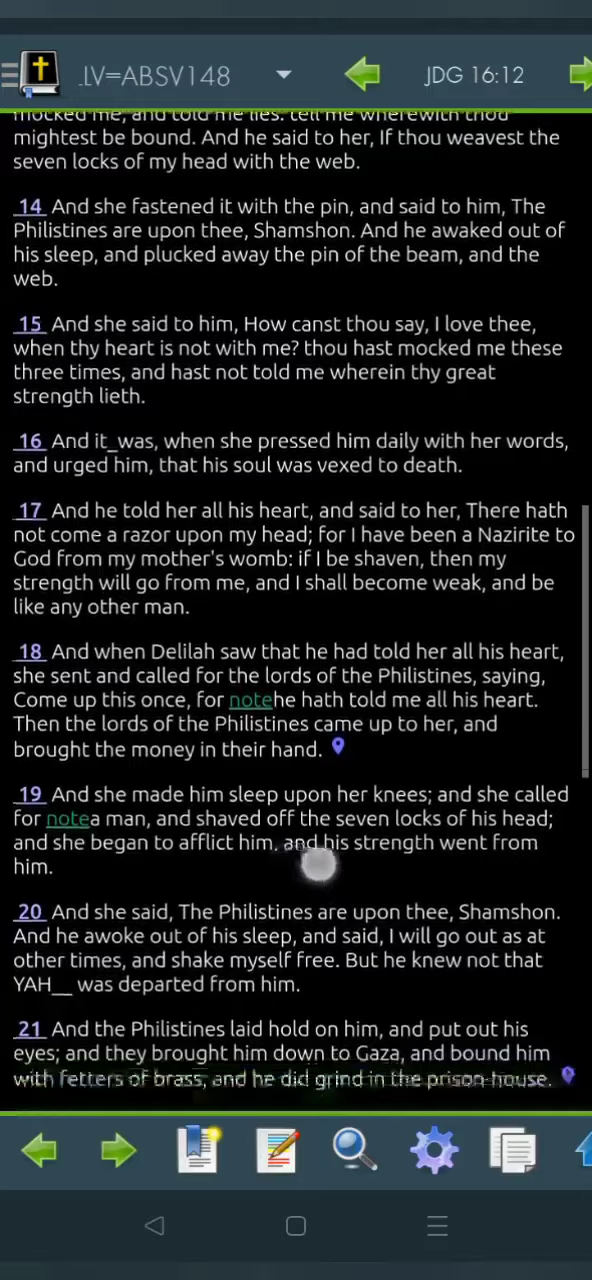 LV=ABSV148
JDG 16:12
mocked me, and told me lies: tell me wherewith thou
mightest be bound. And he said to her, If thou weavest the
seven locks of my head with the web.
14 And she fastened it with the pin, and said to him, The
Philistines are upon thee, Shamshon. And he awaked out of
his sleep, and plucked away the pin of the beam, and the
web.
15 And she said to him, How canst thou say, I love thee,
when thy heart is not with me? thou hast mocked me these
three times, and hast not told me wherein thy great
strength lieth.
16 And it_was, when she pressed him daily with her words,
and urged him, that his soul was vexed to death.
17 And he told her all his heart, and said to her, There hath
not come a razor upon my head; for I have been a Nazirite to
God from my mother's womb: if I be shaven, then my
strength will go from me, and I shall become weak, and be
like any other man.
18 And when Delilah saw that he had told her all his heart,
she sent and called for the lords of the Philistines, saying,
Come up this once, for notehe hath told me all his heart.
Then the lords of the Philistines came up to her, and
brought the money in their hand.
19 And she made him sleep upon her knees; and she called
for notea man, and shaved off the seven locks of his head;
and she began to afflict him, and his strength went from
him.
20 And she said, The Philistines are upon thee, Shamshon.
And he awoke out of his sleep, and said, I will go out as at
other times, and shake myself free. But he knew not that
YAH__ was departed from him.
21 And the Philistines laid hold on him, and put out his
eyes; and they brought him down to Gaza, and bound him
with fetters of brass, and he did grind in the prison house.